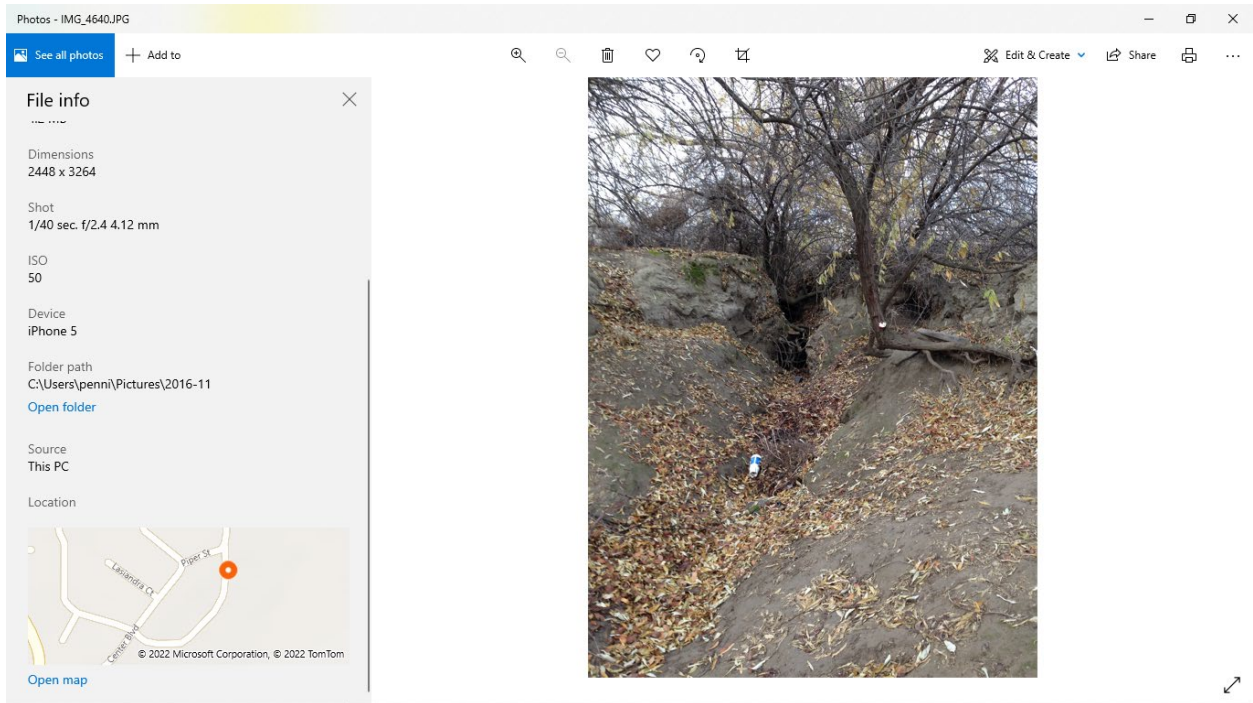 Photos - IMG_4640.JPG
See all photos
Add to
Edit & Create
Share
File info
Dimensions
2448 x 3264
Shot
1/40 sec. f/2.4 4.12 mm
ISO
50
Device
iPhone 5
Folder path
C:\Users\penni\Pictures\2016-11
Open folder
Source
This PC
Location
Piper St
Lasiandra Ct
Center Blvd
© 2022 Microsoft Corporation, © 2022 TomTom
Open map